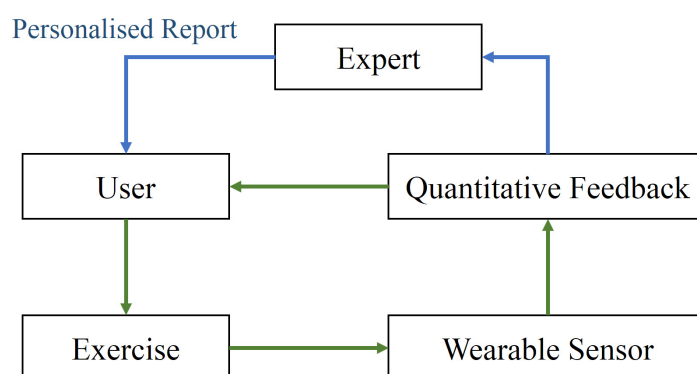 Personalised Report
Expert
User
Quantitative Feedback
Exercise
Wearable Sensor